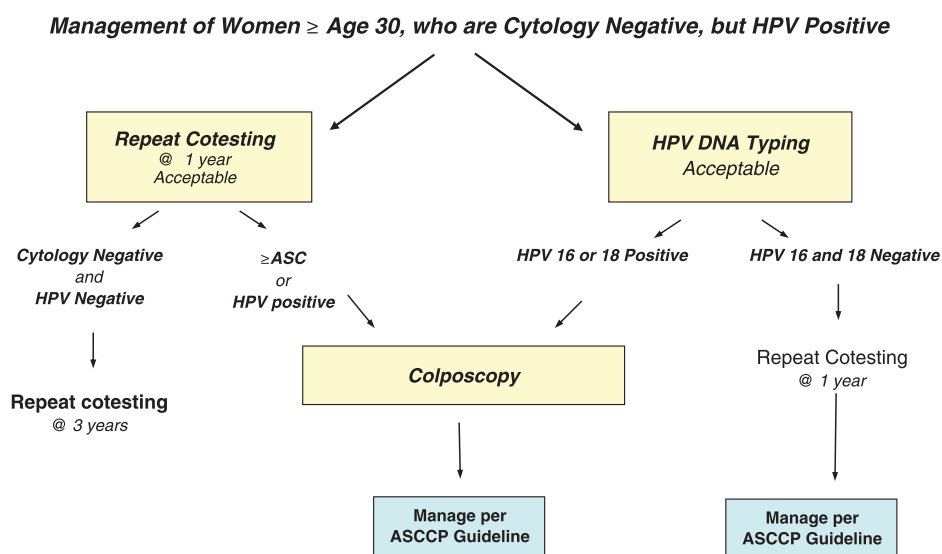 Management of Women ≥ Age 30, who are Cytology Negative, but HPV Positive
Repeat Cotesting
@ 1 year
Acceptable
HPV DNA Typing
Acceptable
Cytology Negative
and
HPV Negative
≥ASC
or
HPV positive
HPV 16 or 18 Positive
HPV 16 and 18 Negative
Repeat cotesting
@ 3 years
Colposcopy
Repeat Cotesting
@ 1 year
Manage per
ASCCP Guideline
Manage per
ASCCP Guideline